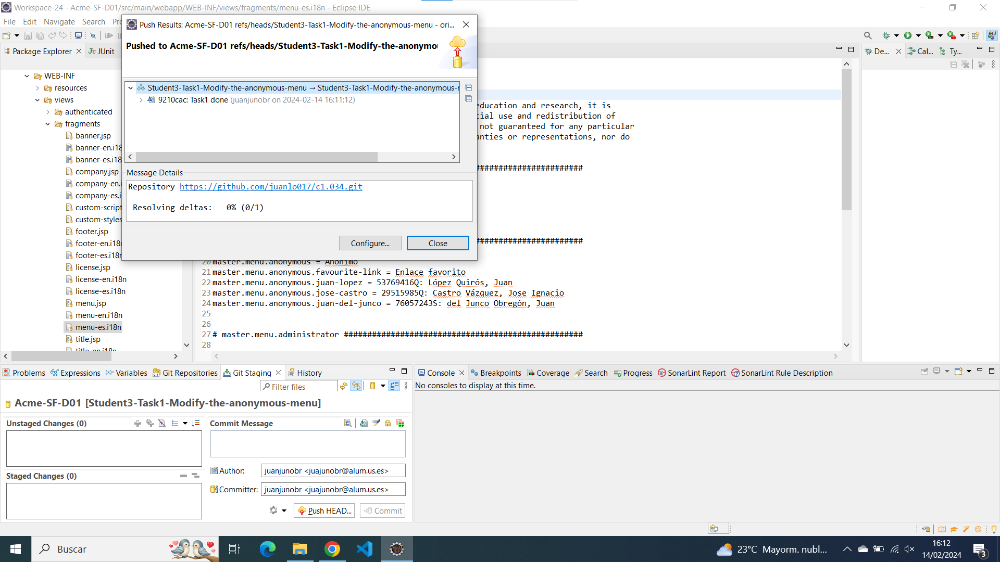 Workspace-24 - Acme-SF-D01/src/main/webapp/WEB-INF/views/fragments/menu-es.i18n - Eclipse IDE
File Edit Navigate Search
Push Results: Acme-SF-D01 refs/heads/Student3-Task1-Modify-the-anonymous-menu - ori...
Pushed to Acme-SF-D01 refs/heads/Student3-Task1-Modify-the-anonymo
Package Explorer
JUnit
De...
Cal...
Ty...
Student3-Task1-Modify-the-anonymous-menu → Student3-Task1-Modify-the-anonymous-
9210cac: Task1 done (juanjunobr on 2024-02-14 16:11:12)
Message Details
Repository https://github.com/juanlo017/c1.034.git
Resolving deltas: 0% (0/1)
Configure...
Close
WEB-INF
resources
views
authenticated
fragments
banner.jsp
banner-en.i18
banner-es.i18
company.jsp
company-en.i
company-es.i
custom-script
custom-styles
footer.jsp
footer-en.i18
footer-es.i18
license.jsp
license-en.i18n
license-es.i18n
menu.jsp
menu-en.i18n
menu-es.i18n
title.jsp
title-en.i18n
education and research, it is
cial use and redistribution of
not guaranteed for any particular
anties or representations, nor do
#######################
#######################
20 master.menu.anonymous = Anónimo
21 master.menu.anonymous.favourite-link = Enlace favorito
22 master.menu.anonymous.juan-lopez = 53769416Q: López Quirós, Juan
23 master.menu.anonymous.jose-castro = 29515985Q: Castro Vázquez, Jose Ignacio
24 master.menu.anonymous.juan-del-junco = 76057243S: del Junco Obregón, Juan
25
26
27 # master.menu.administrator ###################################################
28
Problems
Expressions
Variables
Git Repositories
Git Staging
History
Filter files
Acme-SF-D01 [Student3-Task1-Modify-the-anonymous-menu]
Unstaged Changes (0)
Staged Changes (0)
Commit Message
Author: juanjunobr <juajunobr@alum.us.es>
Committer: juanjunobr <juajunobr@alum.us.es>
Push HEAD...
Commit
Console
Breakpoints
Coverage
Search
Progress
SonarLint Report
SonarLint Rule Description
No consoles to display at this time.
Buscar
23°C Mayorm. nubl...
16:12
14/02/2024
3